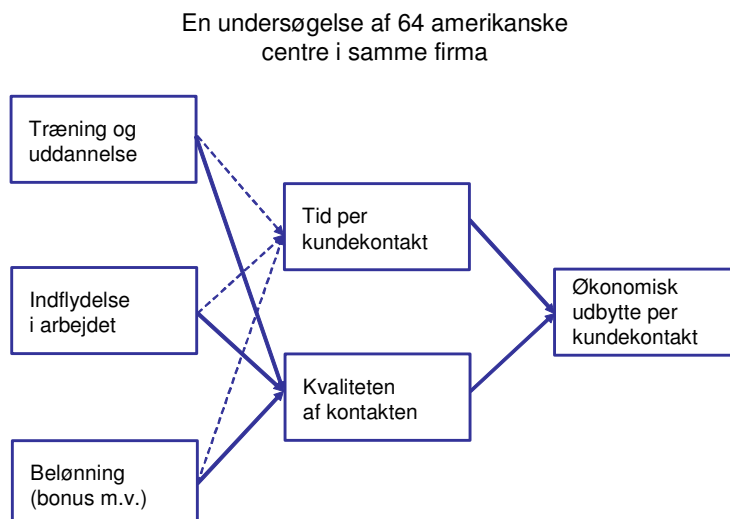 En undersøgelse af 64 amerikanske
centre i samme firma
Træning og
uddannelse
Tid per
kundekontakt
Indflydelse
i arbejdet
Økonomisk
udbytte per
kundekontakt
Kvaliteten
af kontakten
Belønning
(bonus m.v.)